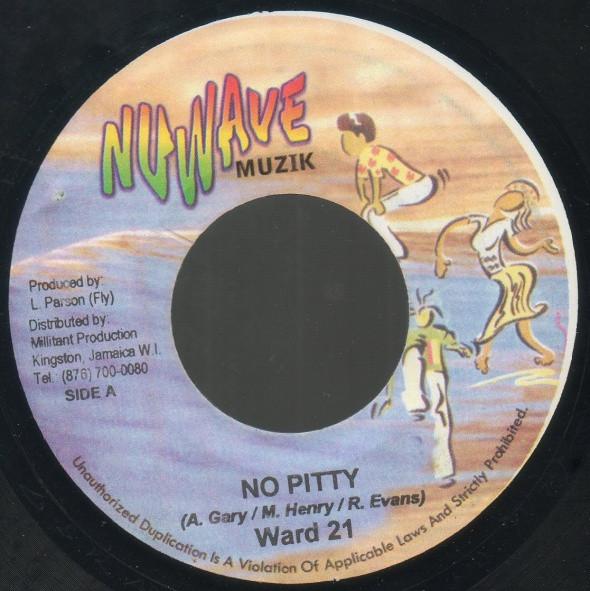 NUWAVE
MUZIK
Produced by:
L. Parson (Fly)
Distributed by:
Millitant Production
Kingston, Jamaica W.I.
Tel: (876) 700-0080
SIDE A
NO PITTY
(A. Gary / M. Henry / R. Evans)
Ward 21
Unauthorized Duplication Is A Violation Of Applicable Laws And Strictly Prohibited.